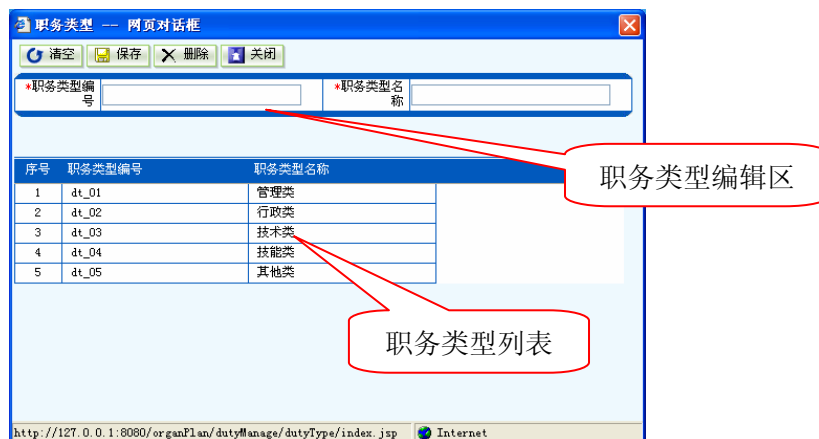 职务类型 -- 网页对话框
清空 保存 删除 关闭
*职务类型编号 *职务类型名称
序号 职务类型编号 职务类型名称
1 dt_01 管理类
2 dt_02 行政类
3 dt_03 技术类
4 dt_04 技能类
5 dt_05 其他类
职务类型编辑区
职务类型列表
http://127.0.0.1:8080/organPlan/dutyManage/dutyType/index.jsp Internet